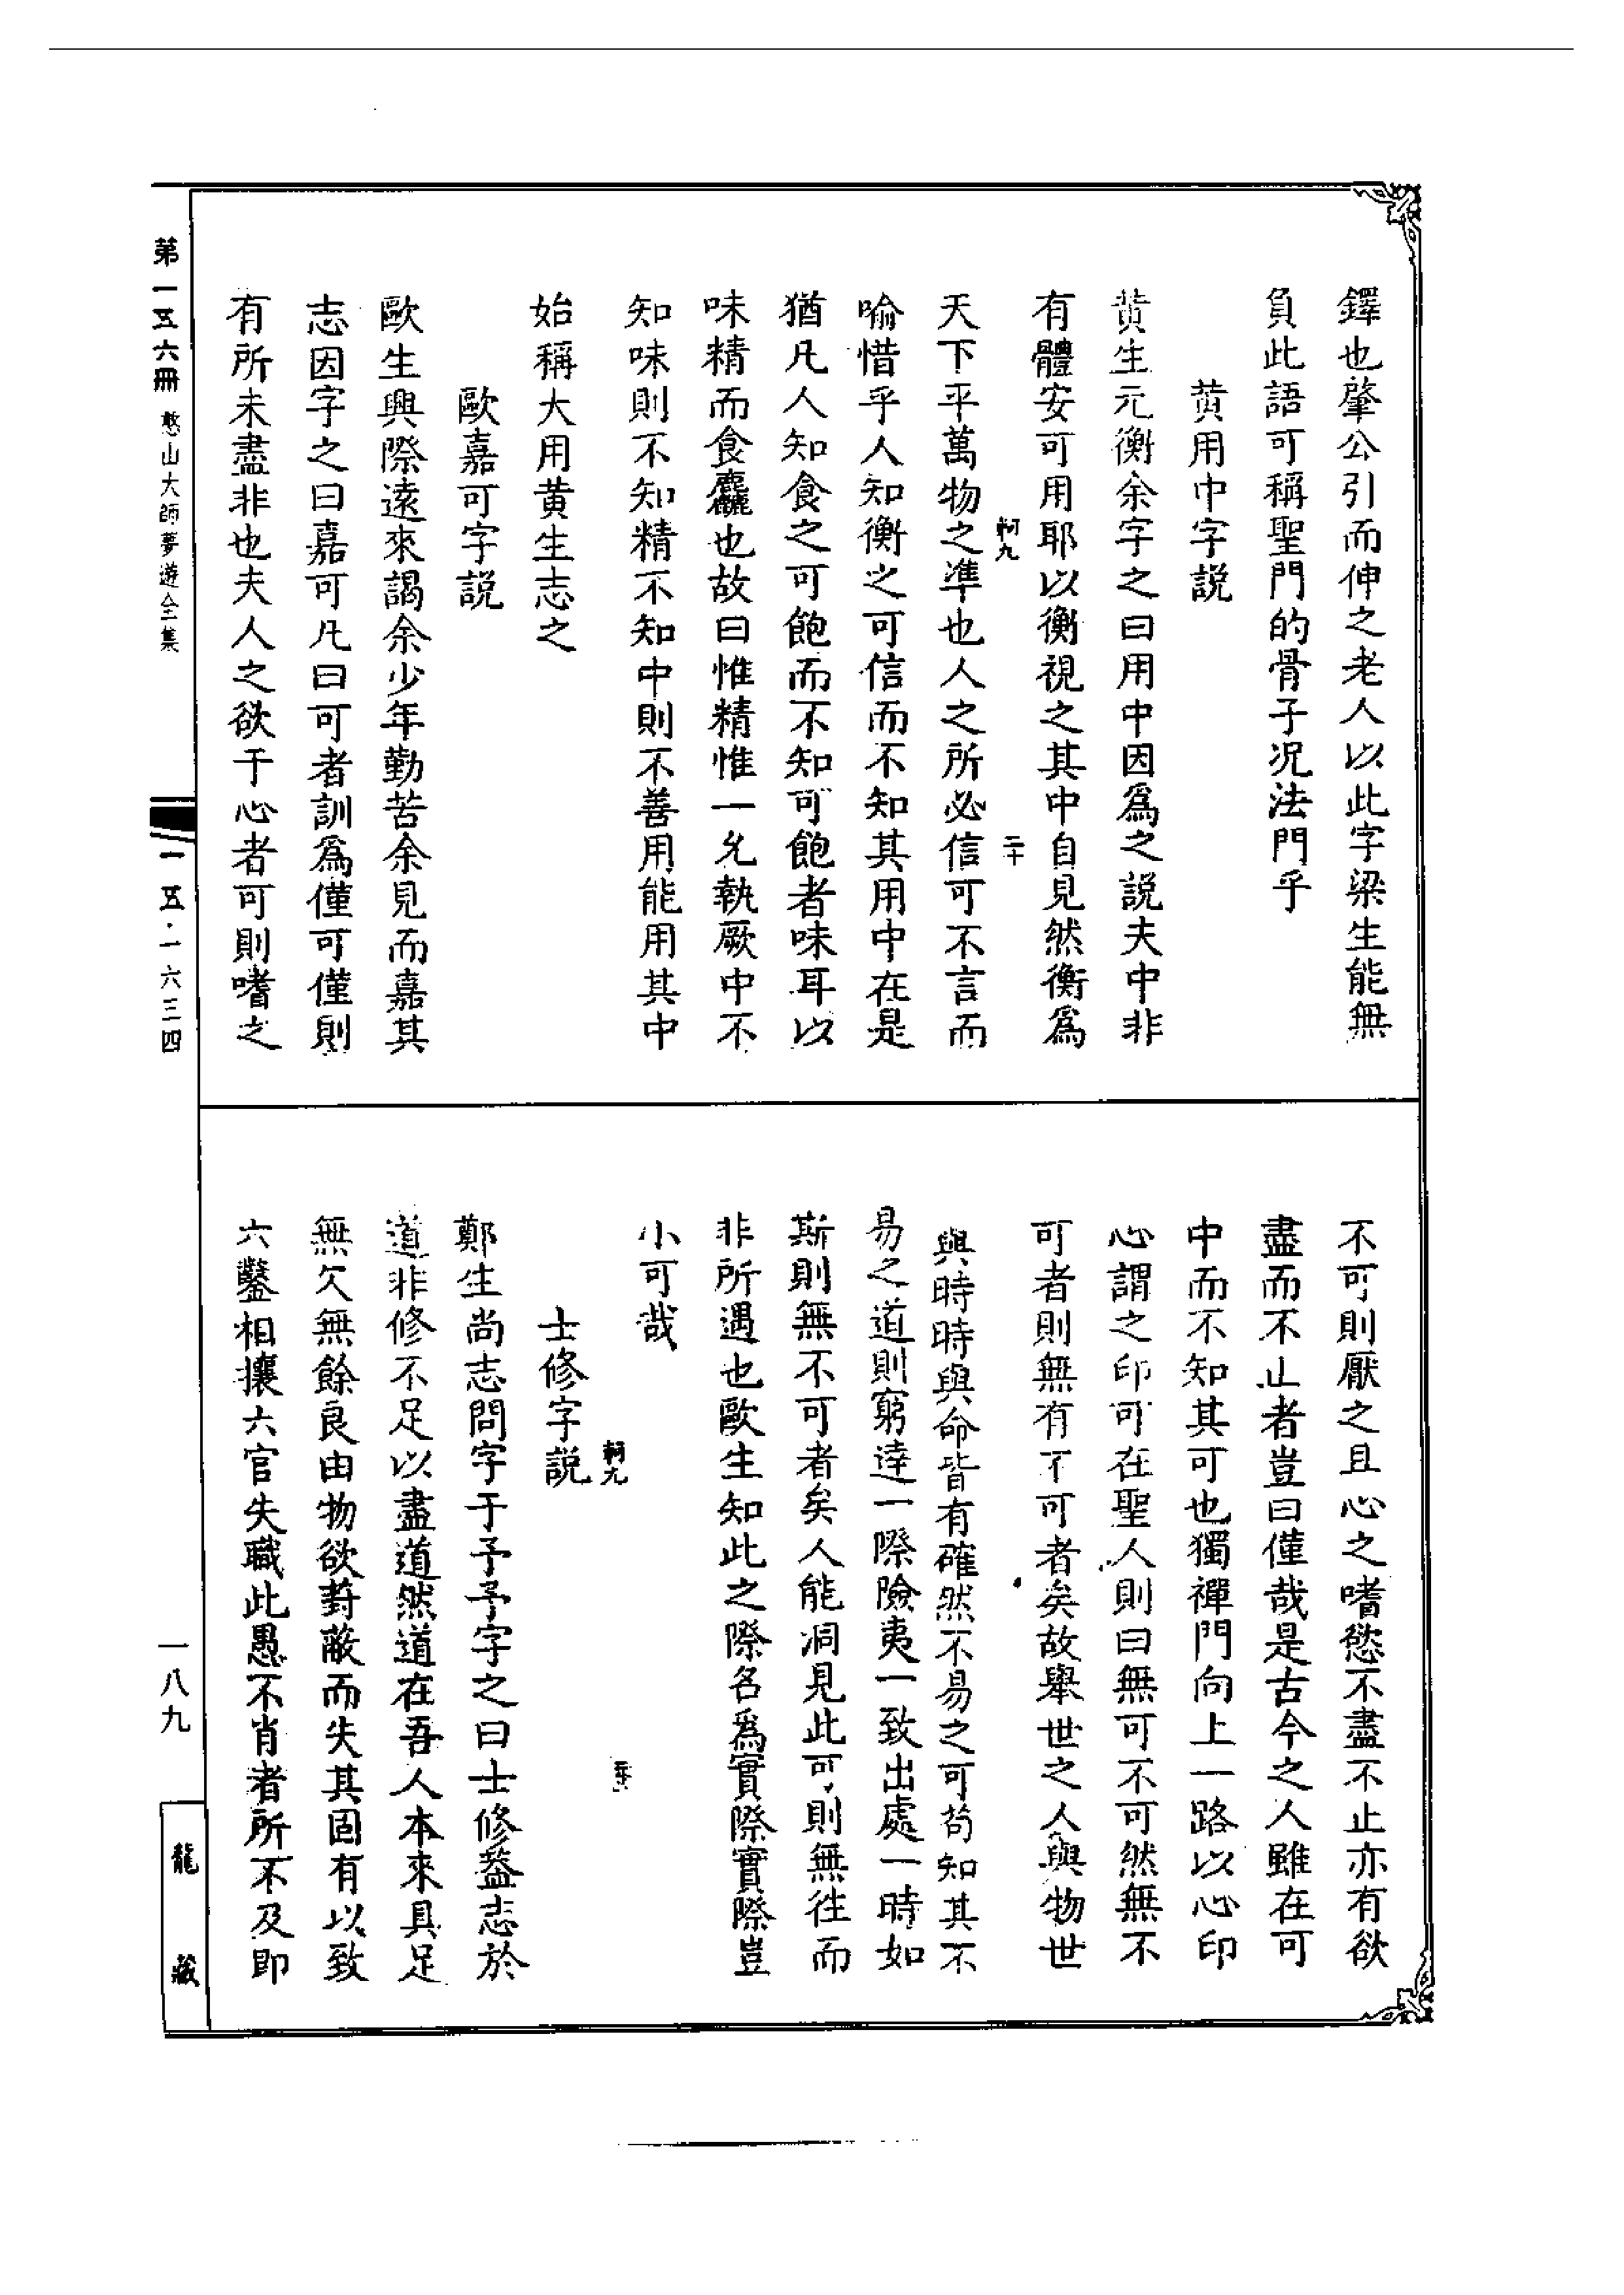 鐸也肇公引而伸之老人以此字梁生能無
負此語可稱聖門的骨子況法門乎
黃用中字說
黃生元衡余字之曰用中因爲之說夫中非
有體安可用耶以衡視之其中自見然衡爲
軻九
二十
天下平萬物之準也人之所必信可不言而
喻惜乎人知衡之可信而不知其用中在是
猶凡人知食之可飽而不知可飽者味耳以
味精而食麤也故曰惟精惟一允執厥中不
知味則不知精不知中則不善用能用其中
始稱大用黃生志之
歐嘉可字說
歐生興際遠來謁余少年勤苦余見而嘉其
志因字之曰嘉可凡曰可者訓爲僅可僅則
有所未盡非也夫人之欲于心者可則嗜之
第一五六冊 憨山大師夢遊全集
一五·一六三四
不可則厭之且心之嗜慾不盡不止亦有欲
盡而不止者豈曰僅哉是古今之人雖在可
中而不知其可也獨禪門向上一路以心印
心謂之印可在聖人則曰無可不可然無不
可者則無有不可者矣故舉世之人與物世
與時時與命皆有確然不易之可苟知其不
易之道則窮達一際險夷一致出處一時如
斯則無不可者矣人能洞見此可則無往而
非所遇也歐生知此之際名爲實際實際豈
小可哉
軻九
士修字說
鄭生尚志問字于予予字之曰士修蓋志於
道非修不足以盡道然道在吾人本來具足
無欠無餘良由物欲葑蔽而失其固有以致
六鑿相攘六官失職此愚不肖者所不及即
一八九
龍藏